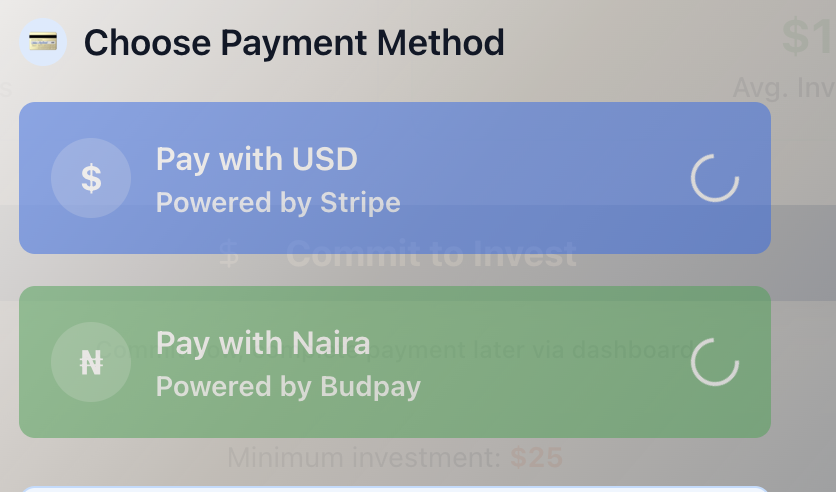 Choose Payment Method
$1
Avg. Inv
$
Pay with USD
Powered by Stripe
$ Commit to Invest
₦
Pay with Naira
payment later via dashboard
Powered by Budpay
Minimum investment: $25